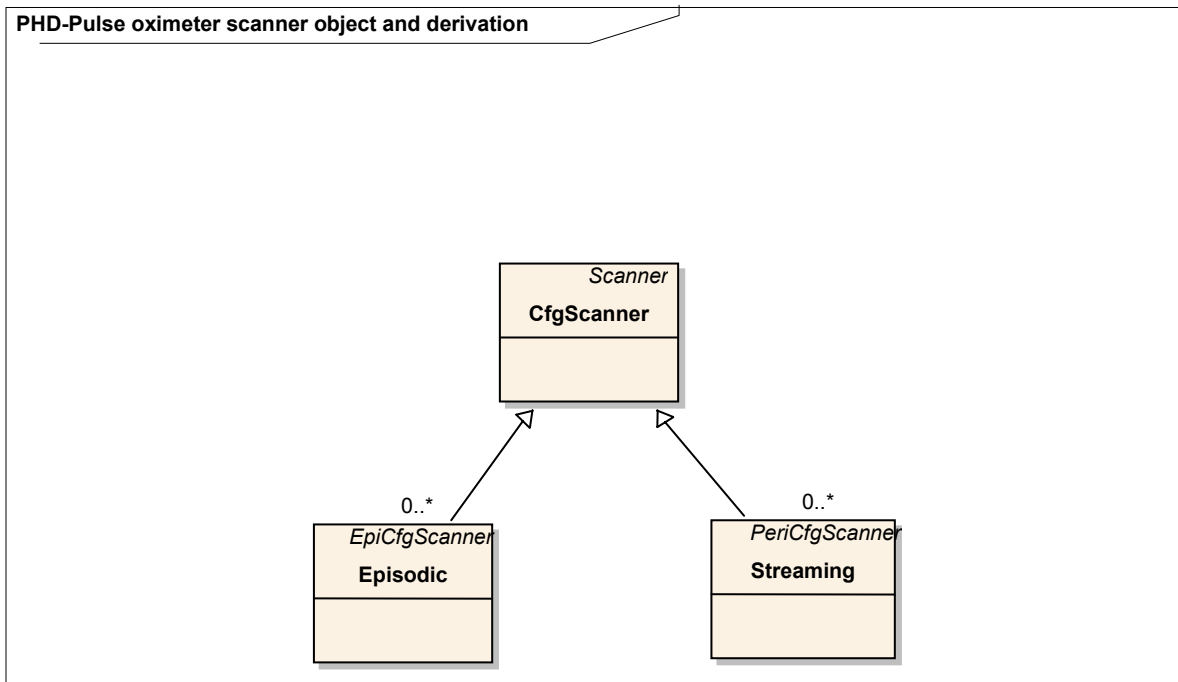 PHD-Pulse oximeter scanner object and derivation
Scanner
CfgScanner
0..*
0..*
EpiCfgScanner
Episodic
PeriCfgScanner
Streaming